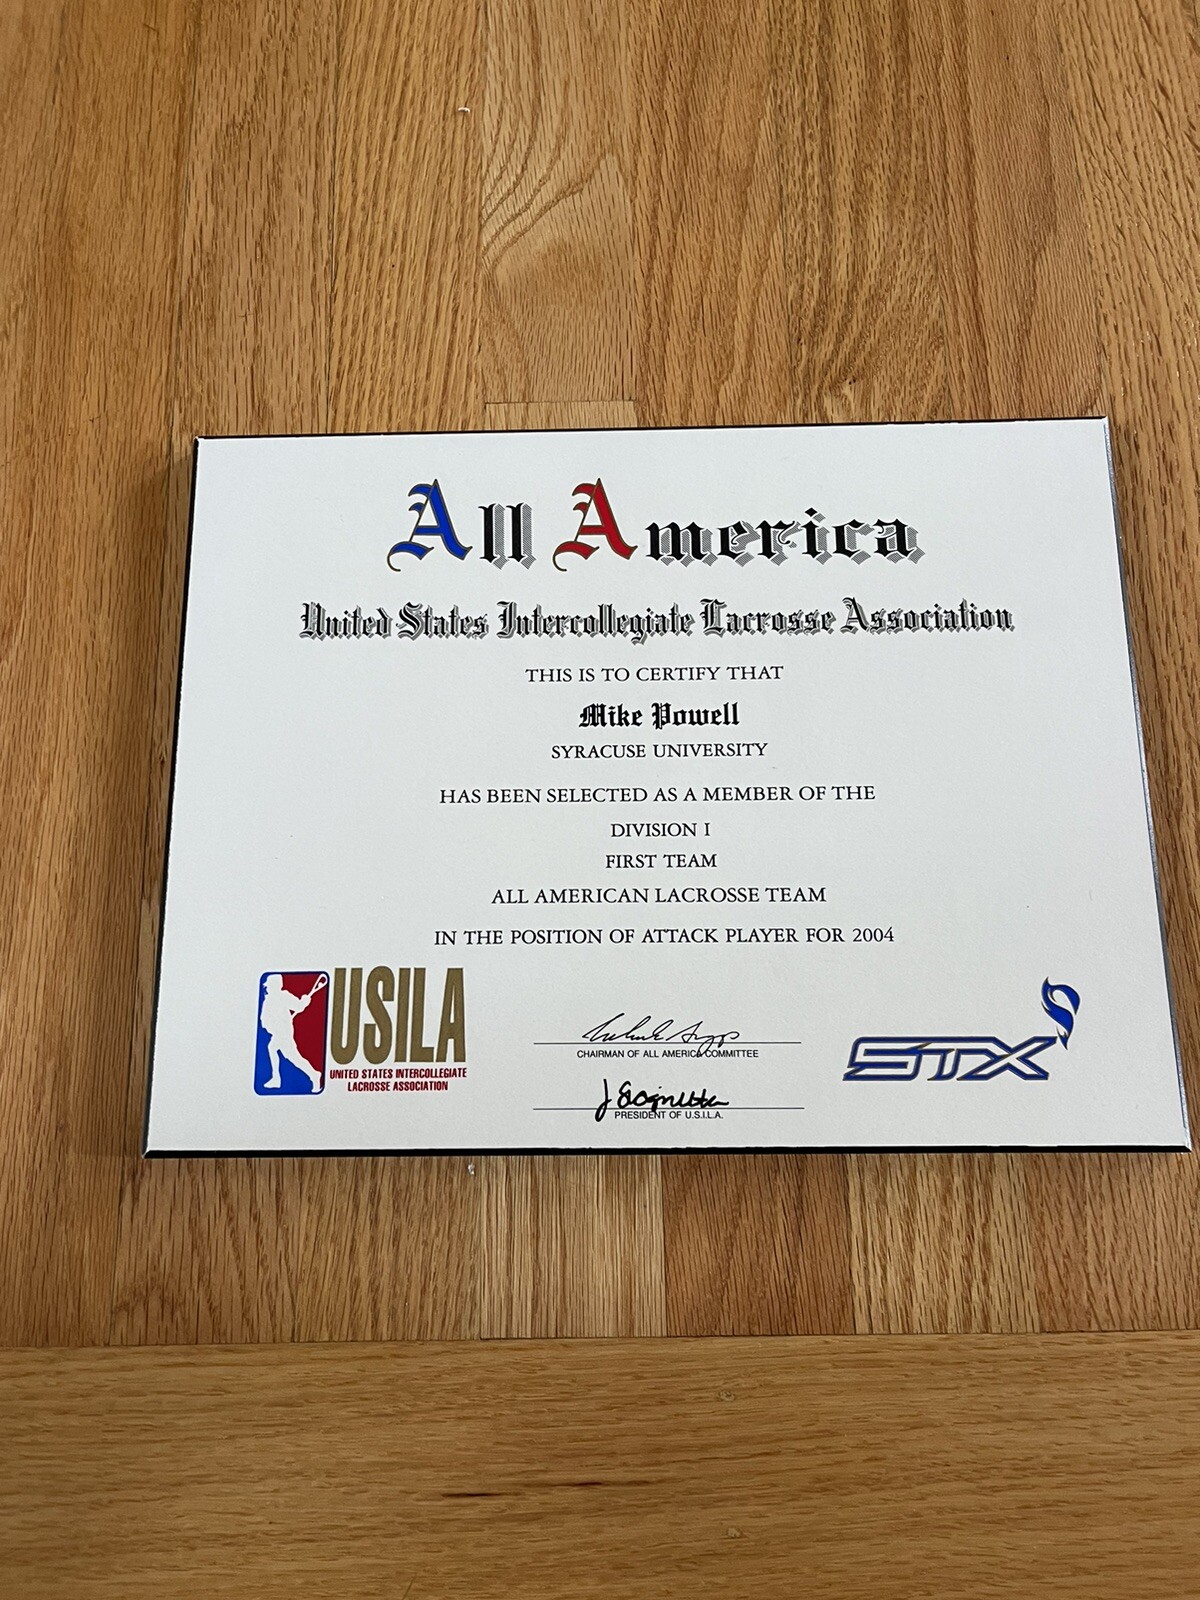 All America
United States Intercollegiate Lacrosse Association
THIS IS TO CERTIFY THAT
Mike Powell
SYRACUSE UNIVERSITY
HAS BEEN SELECTED AS A MEMBER OF THE
DIVISION I
FIRST TEAM
ALL AMERICAN LACROSSE TEAM
IN THE POSITION OF ATTACK PLAYER FOR 2004
USILA
UNITED STATES INTERCOLLEGIATE
LACROSSE ASSOCIATION
CHAIRMAN OF ALL AMERICA COMMITTEE
PRESIDENT OF U.S.I.L.A.
STX